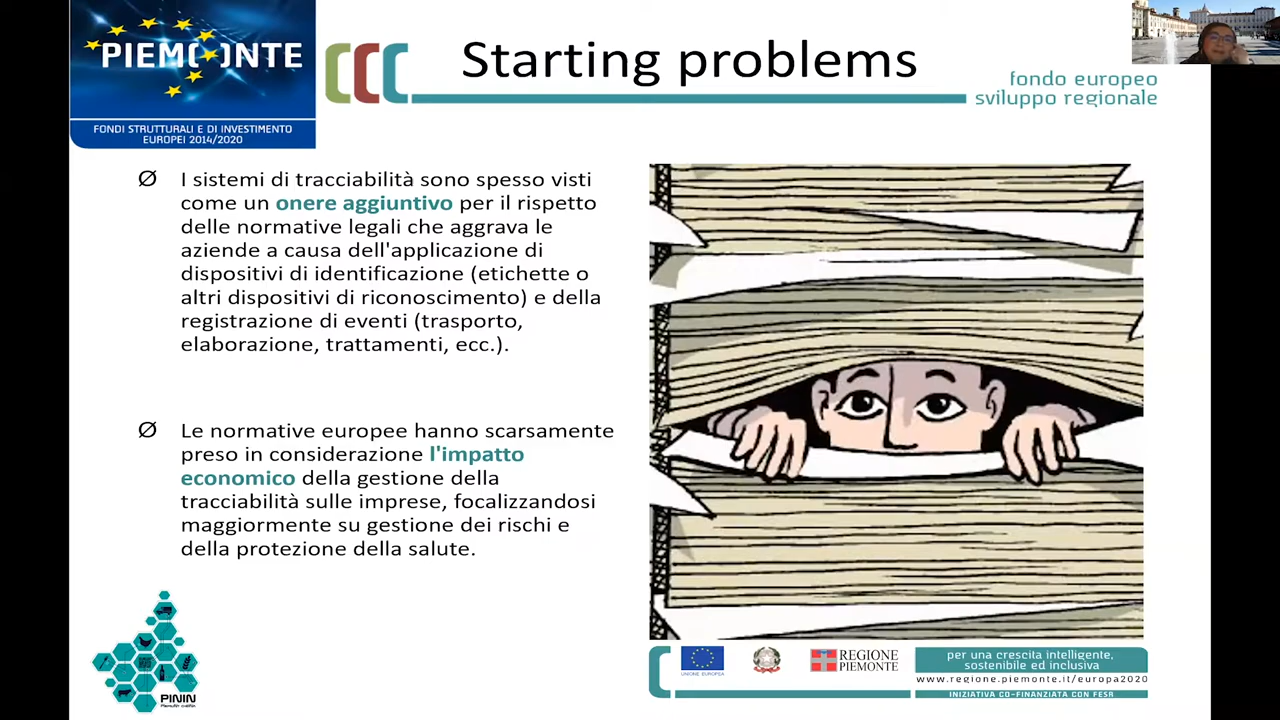 PIEMONTE
FONDI STRUTTURALI E DI INVESTIMENTO
EUROPEI 2014/2020
Starting problems
fondo europeo
sviluppo regionale
Ø I sistemi di tracciabilità sono spesso visti
come un onere aggiuntivo per il rispetto
delle normative legali che aggrava le
aziende a causa dell'applicazione di
dispositivi di identificazione (etichette o
altri dispositivi di riconoscimento) e della
registrazione di eventi (trasporto,
elaborazione, trattamenti, ecc.).
Ø Le normative europee hanno scarsamente
preso in considerazione l'impatto
economico della gestione della
tracciabilità sulle imprese, focalizzandosi
maggiormente su gestione dei rischi e
della protezione della salute.
PININ
UNIONE EUROPEA
REGIONE
PIEMONTE
per una crescita intelligente,
sostenibile ed inclusiva
www.regione.piemonte.it/europa2020
INIZIATIVA CO-FINANZIATA CON FESR